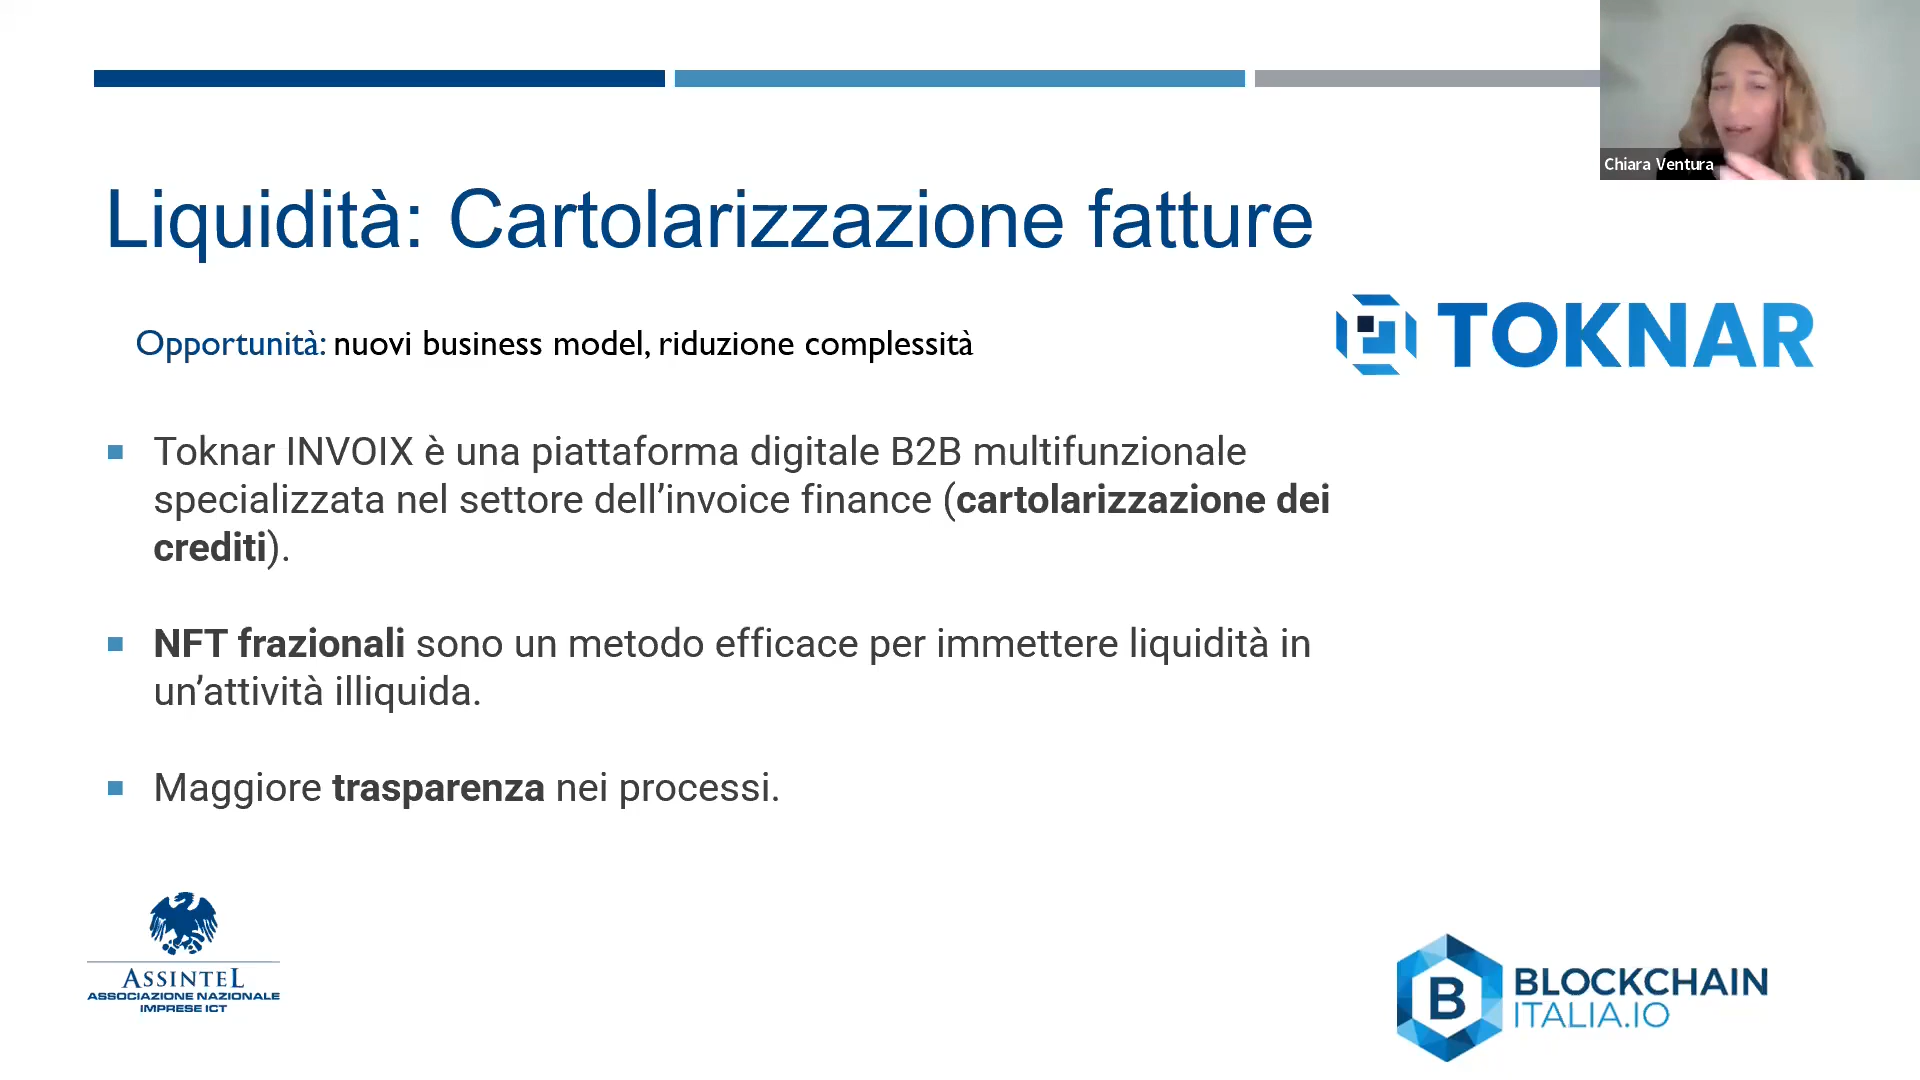 Chiara Ventura
Liquidità: Cartolarizzazione fatture
TOKNAR
Opportunità: nuovi business model, riduzione complessità
Toknar INVOIX è una piattaforma digitale B2B multifunzionale
specializzata nel settore dell’invoice finance (cartolarizzazione dei
crediti).
NFT frazionali sono un metodo efficace per immettere liquidità in
un’attività illiquida.
Maggiore trasparenza nei processi.
ASSINTEL
ASSOCIAZIONE NAZIONALE
IMPRESE ICT
B
BLOCKCHAIN
ITALIA.IO